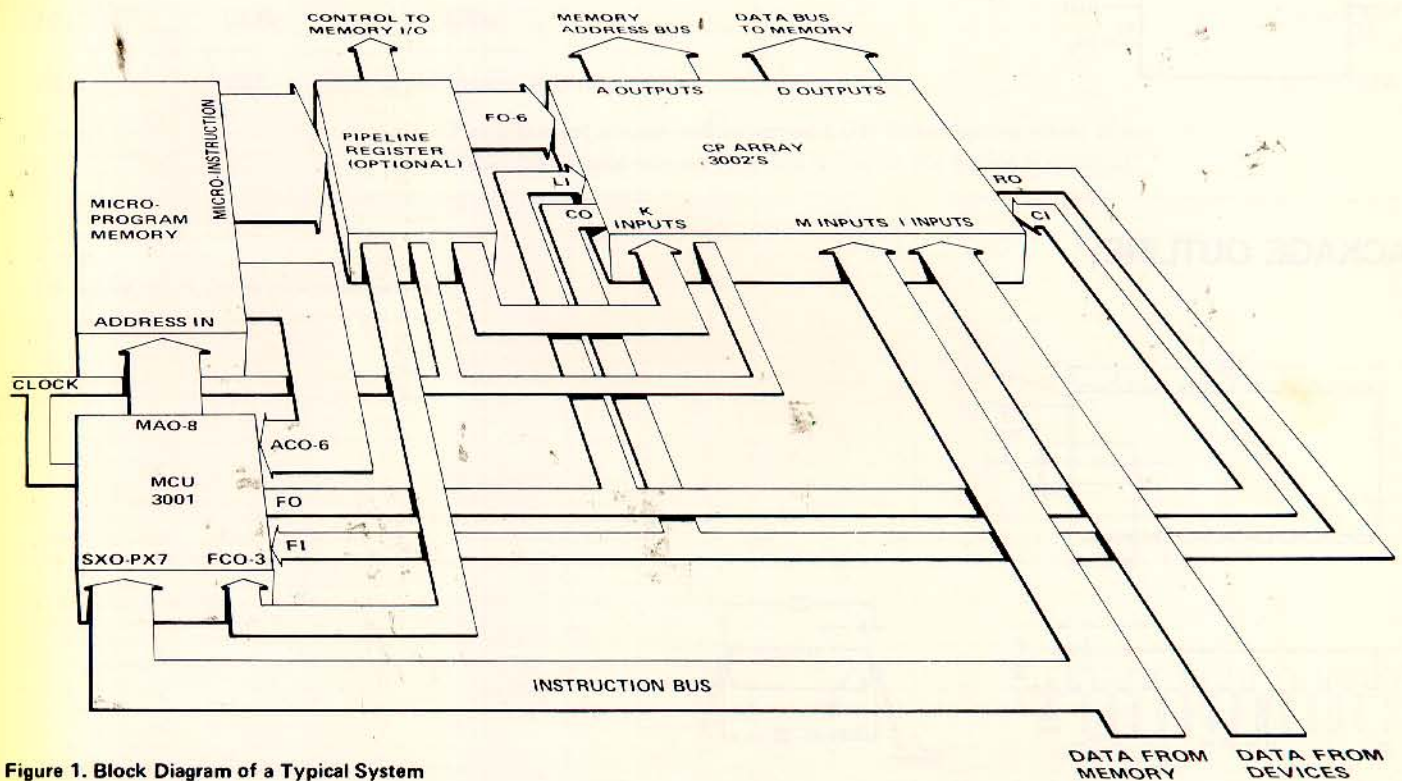 CONTROL TO
MEMORY I/O
MEMORY
ADDRESS BUS
DATA BUS
TO MEMORY
MICRO-INSTRUCTION
PIPELINE
REGISTER
(OPTIONAL)
FO-6
A OUTPUTS
D OUTPUTS
CP ARRAY
3002'S
MICRO-
PROGRAM
MEMORY
LI
CO
K
INPUTS
M INPUTS
I INPUTS
RO
CI
ADDRESS IN
CLOCK
MAO-8
ACO-6
MCU
3001
FO
FI
SXO-PX7
FCO-3
INSTRUCTION BUS
DATA FROM
MEMORY
DATA FROM
DEVICES
Figure 1. Block Diagram of a Typical System